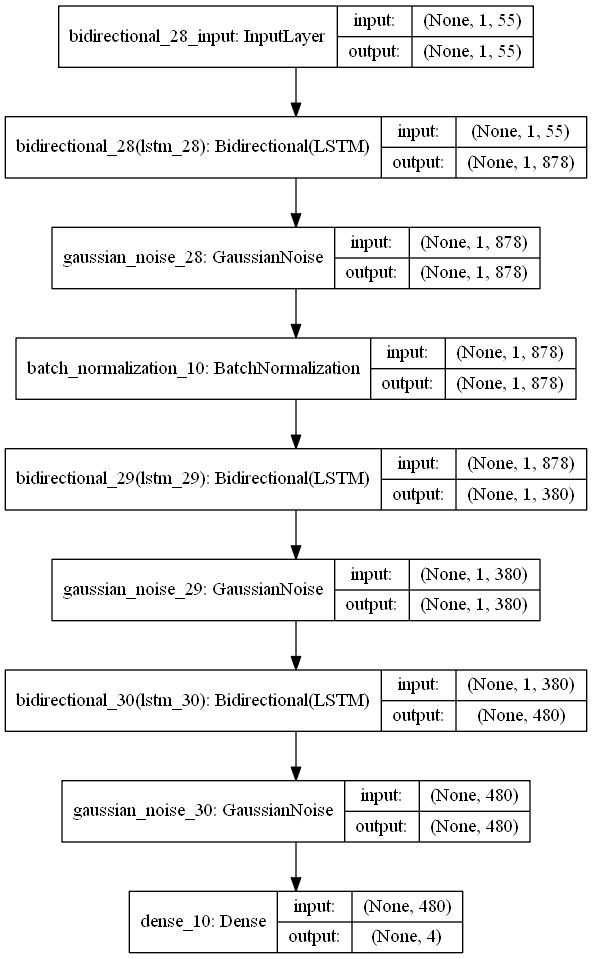 bidirectional_28_input: InputLayer
input: (None, 1, 55)
output: (None, 1, 55)
bidirectional_28(lstm_28): Bidirectional(LSTM)
input: (None, 1, 55)
output: (None, 1, 878)
gaussian_noise_28: GaussianNoise
input: (None, 1, 878)
output: (None, 1, 878)
batch_normalization_10: BatchNormalization
input: (None, 1, 878)
output: (None, 1, 878)
bidirectional_29(lstm_29): Bidirectional(LSTM)
input: (None, 1, 878)
output: (None, 1, 380)
gaussian_noise_29: GaussianNoise
input: (None, 1, 380)
output: (None, 1, 380)
bidirectional_30(lstm_30): Bidirectional(LSTM)
input: (None, 1, 380)
output: (None, 480)
gaussian_noise_30: GaussianNoise
input: (None, 480)
output: (None, 480)
dense_10: Dense
input: (None, 480)
output: (None, 4)